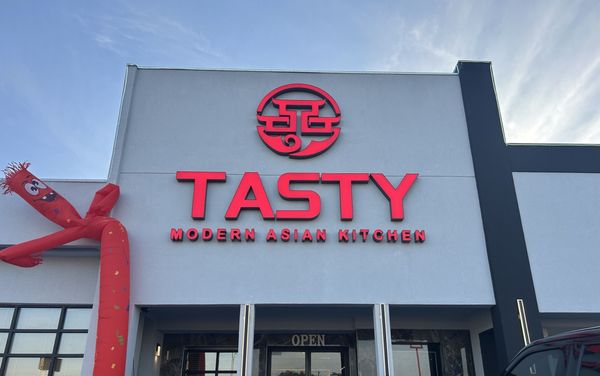 TASTY
MODERN ASIAN KITCHEN
OPEN